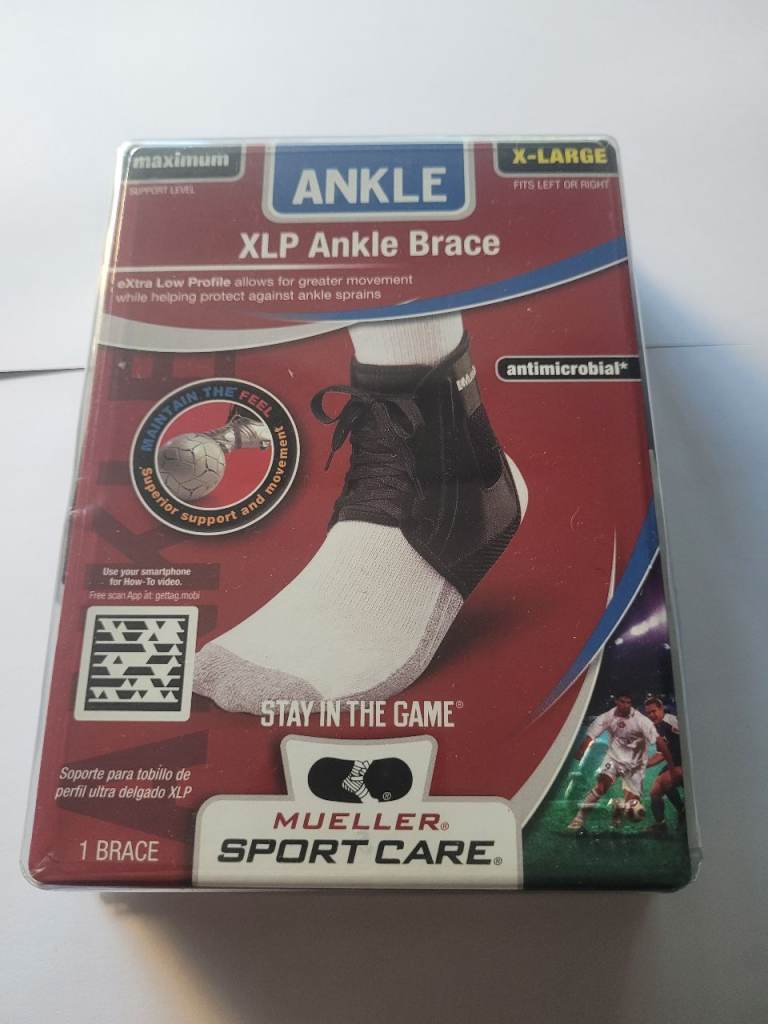 maximum
SUPPORT LEVEL
ANKLE
X-LARGE
FITS LEFT OR RIGHT
XLP Ankle Brace
eXtra Low Profile allows for greater movement
while helping protect against ankle sprains
antimicrobial*
MAINTAIN THE FEEL
Superior support and movement
Use your smartphone
for How-To video.
Free scan App at: gettag.mobi
ANKLE
STAY IN THE GAME®
Soporte para tobillo de
perfil ultra delgado XLP
1 BRACE
®
MUELLER®
SPORT CARE®